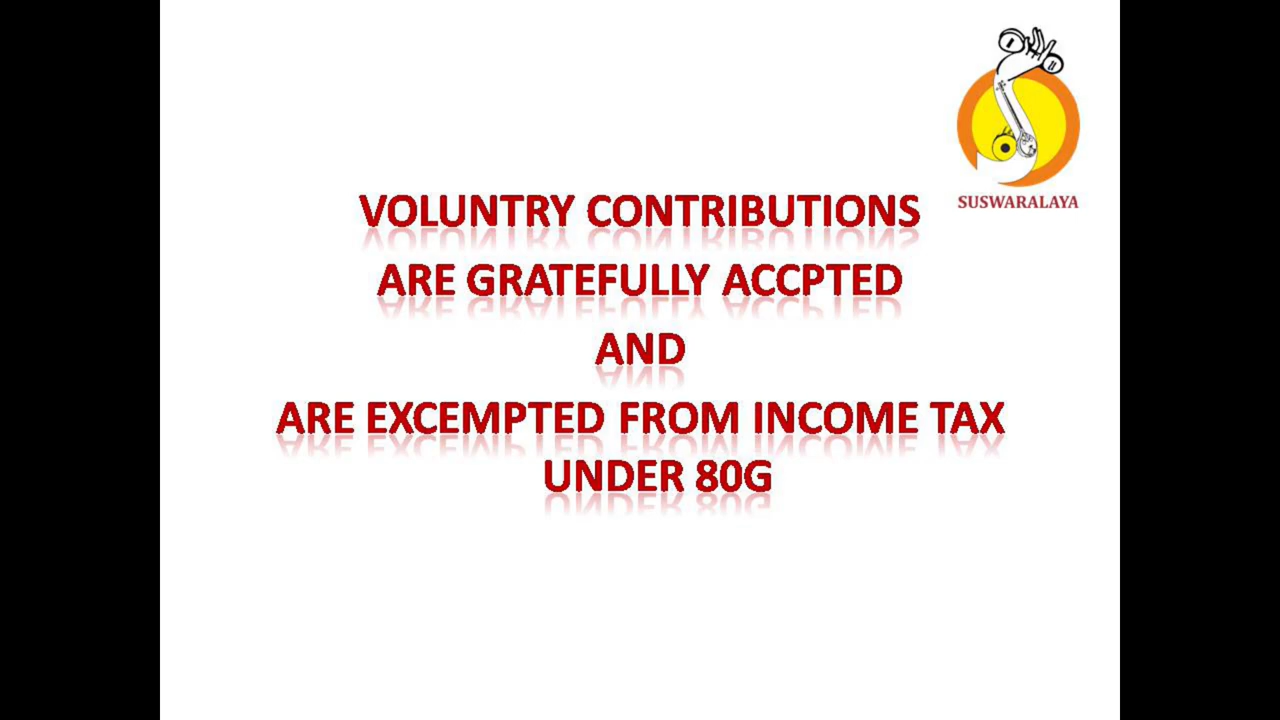 SUSWARALAYA
VOLUNTRY CONTRIBUTIONS
ARE GRATEFULLY ACCPTED
AND
ARE EXCEMPTED FROM INCOME TAX
UNDER 80G